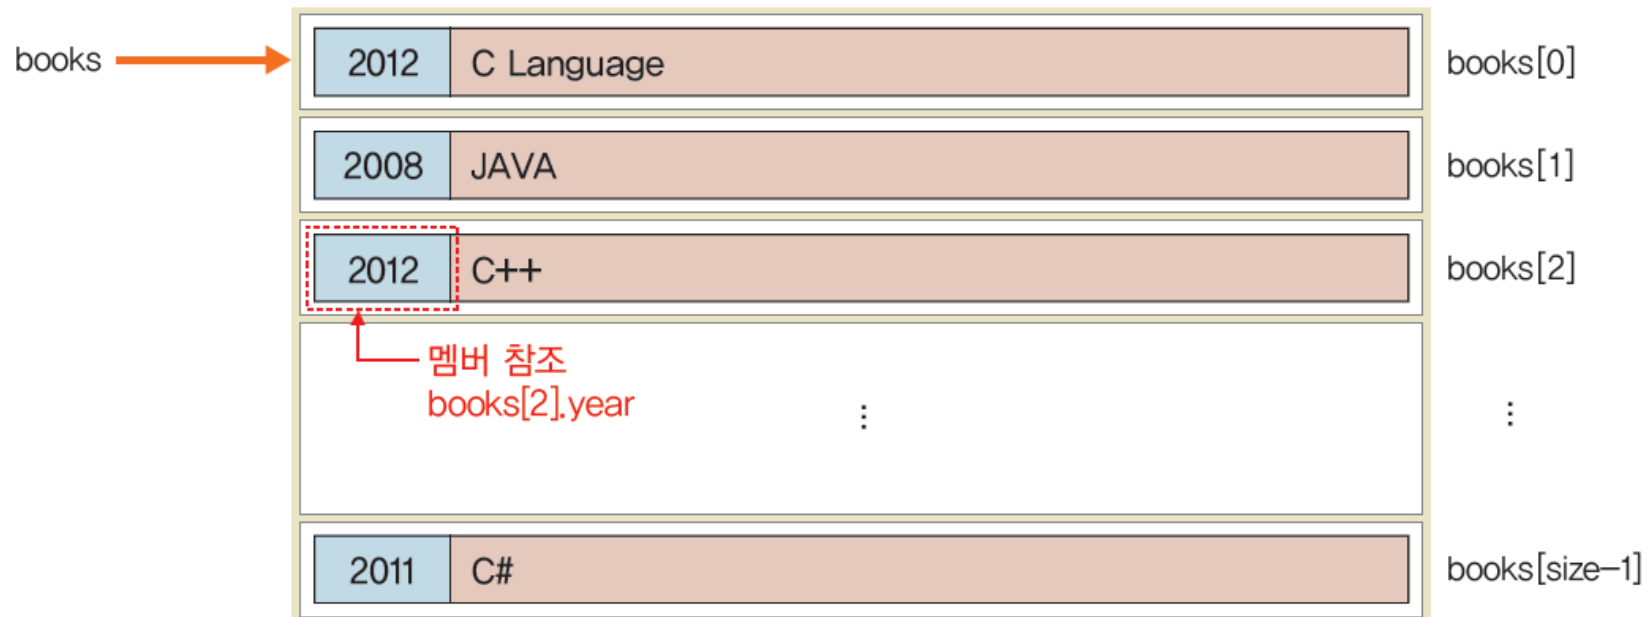 books
2012 C Language books[0]
2008 JAVA books[1]
2012 C++ books[2]
멤버 참조
books[2].year
⋮ ⋮
2011 C# books[size-1]